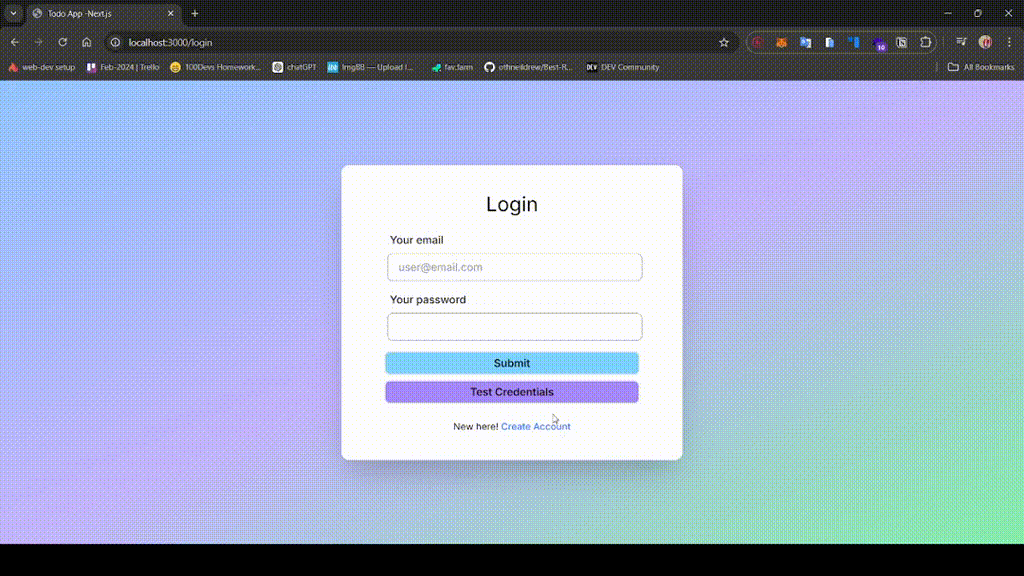 Todo App -Next.js
localhost:3000/login
web-dev setup
Feb-2024 | Trello
100Devs Homework...
chatGPT
ImgBB — Upload I...
fav.farm
othneildrew/Best-R...
DEV
DEV Community
All Bookmarks
10
Login
Your email
user@email.com
Your password
Submit
Test Credentials
New here! Create Account